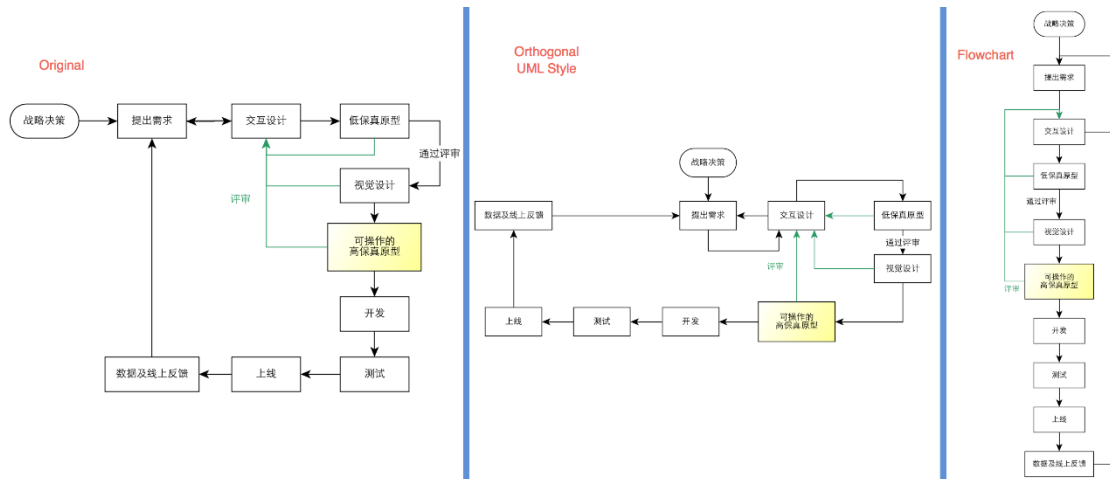 Original
战略决策
提出需求
交互设计
低保真原型
通过评审
视觉设计
评审
可操作的
高保真原型
开发
数据及线上反馈
上线
测试
Orthogonal
UML Style
战略决策
数据及线上反馈
提出需求
交互设计
低保真原型
通过评审
视觉设计
评审
上线
测试
开发
可操作的
高保真原型
Flowchart
战略决策
提出需求
交互设计
低保真原型
通过评审
视觉设计
评审
可操作的
高保真原型
开发
测试
上线
数据及线上反馈